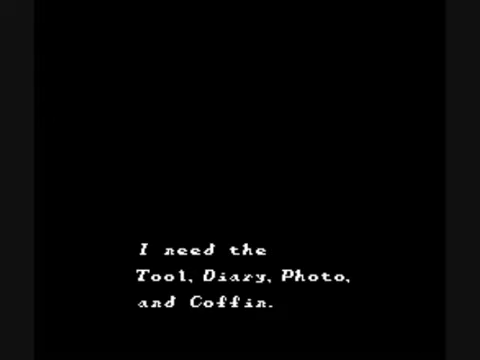 I need the
Tool, Diary, Photo,
and Coffin.